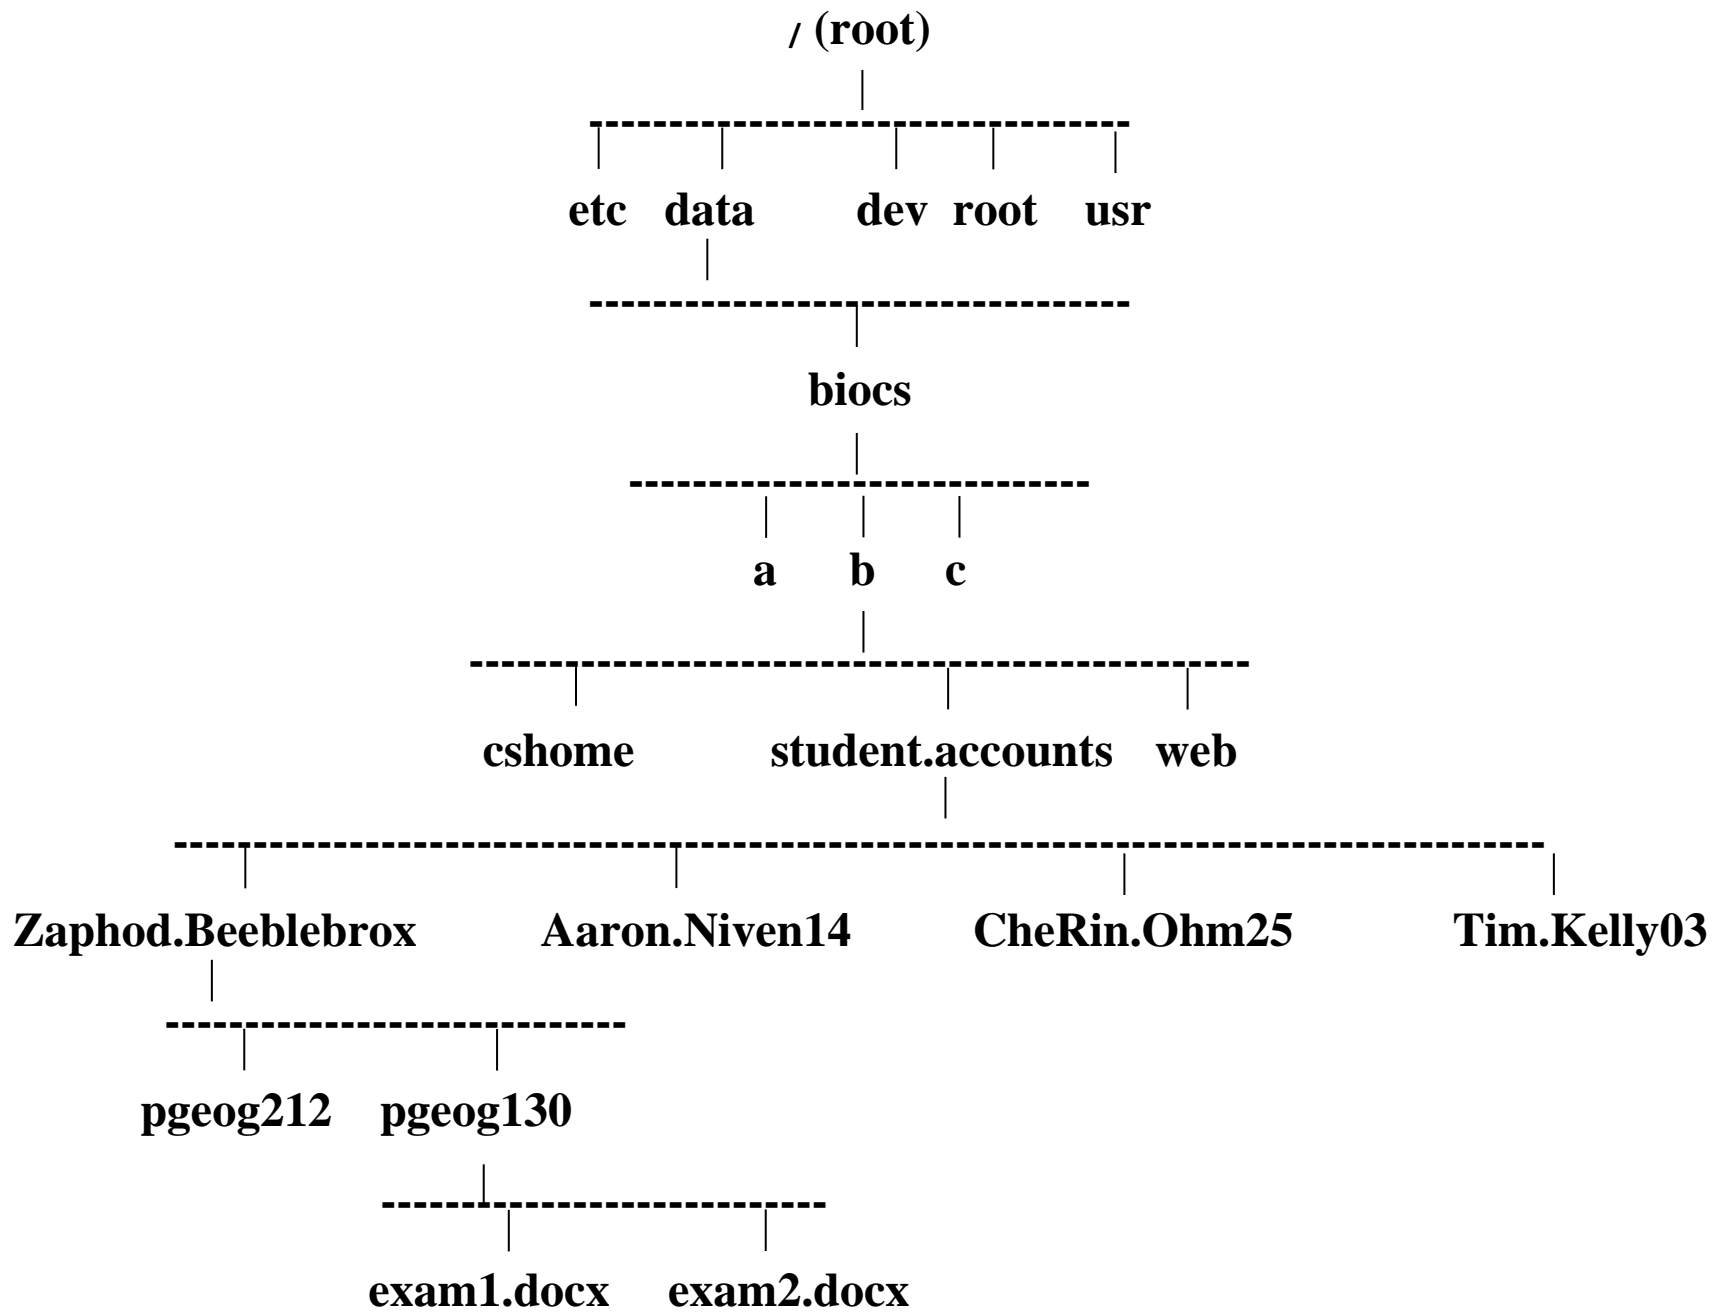 / (root)
etc data dev root usr
biocs
a b c
cshome student.accounts web
Zaphod.Beeblebrox Aaron.Niven14 CheRin.Ohm25 Tim.Kelly03
pgeog212 pgeog130
exam1.docx exam2.docx